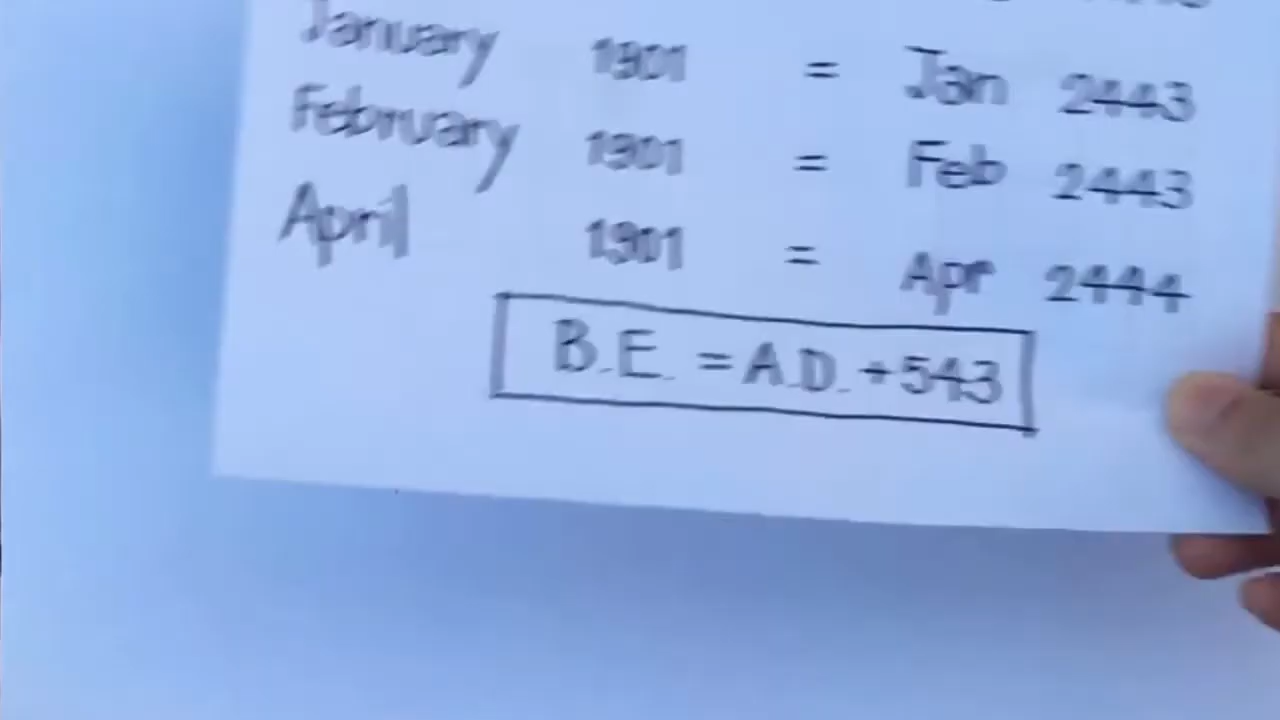 January 1901 = Jan 2443
February 1901 = Feb 2443
April 1901 = Apr 2444
B.E. = A.D. +543